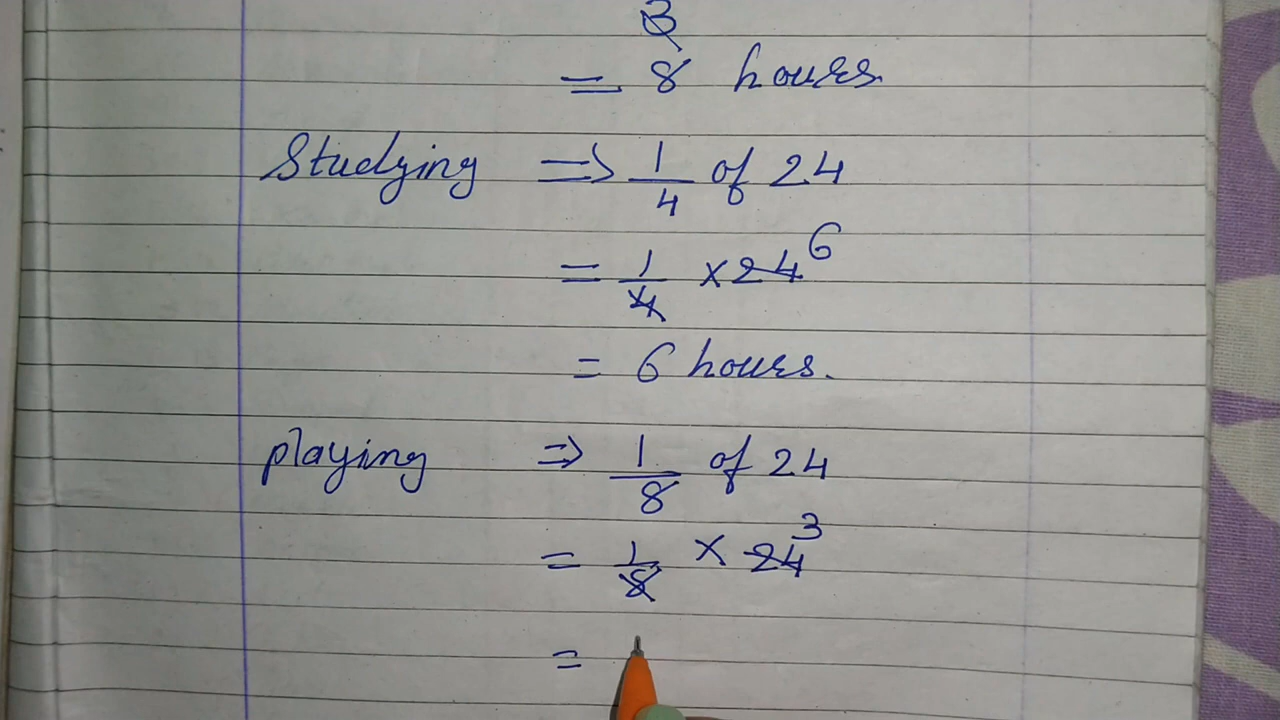 3
= 8 hours
Studying ⇒ 1/4 of 24
= 1/4 × 24 6
= 6 hours.
playing ⇒ 1/8 of 24
= 1/8 × 24 3
=